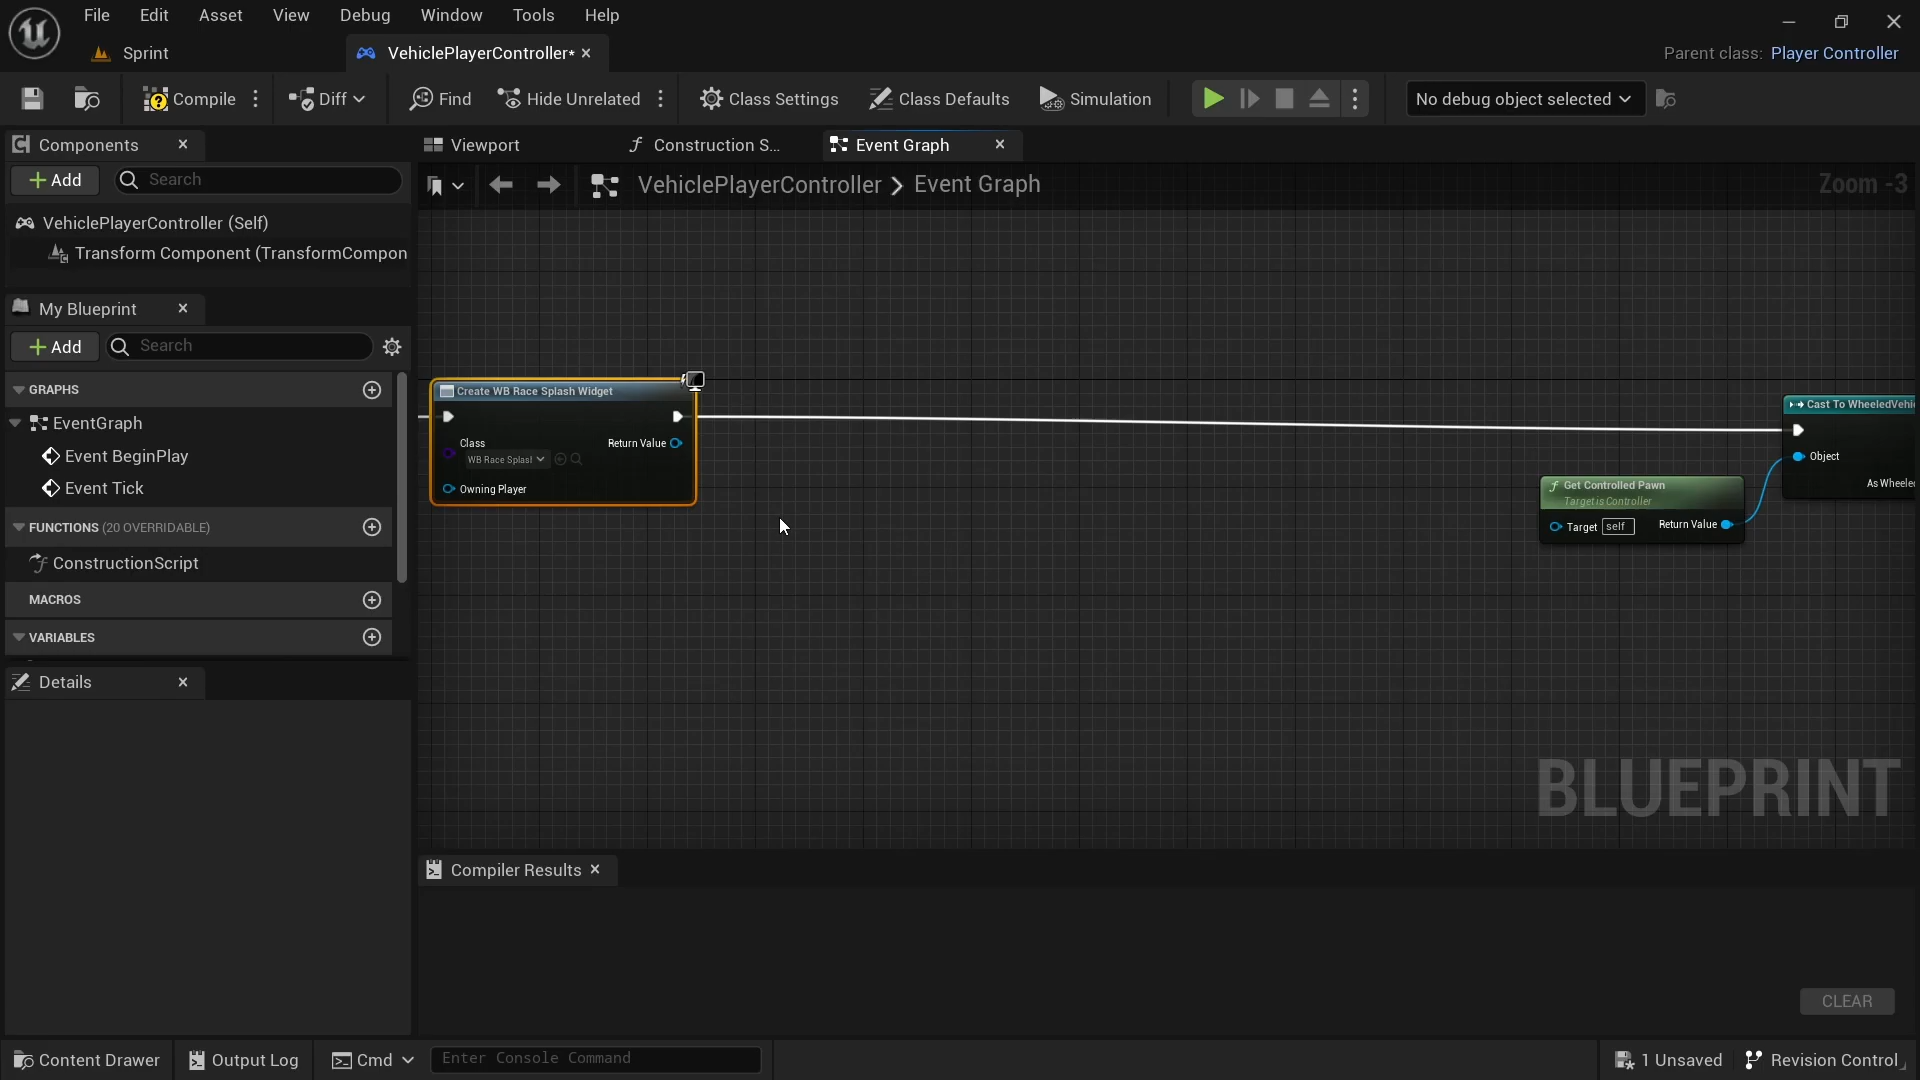 File Edit Asset View Debug Window Tools Help
Sprint
VehiclePlayerController*
Parent class: Player Controller
Compile
Diff
Find
Hide Unrelated
Class Settings
Class Defaults
Simulation
No debug object selected
Components
Viewport
Construction S...
Event Graph
Add
Search
VehiclePlayerController > Event Graph
Zoom -3
VehiclePlayerController (Self)
Transform Component (TransformCompon
My Blueprint
Add
Search
GRAPHS
EventGraph
Event BeginPlay
Event Tick
FUNCTIONS (20 OVERRIDABLE)
ConstructionScript
MACROS
VARIABLES
Details
Create WB Race Splash Widget
Class
Return Value
WB Race Splasl
Owning Player
Cast To WheeledVehi
Object
As Wheele
Get Controlled Pawn
Target is Controller
Target self
Return Value
BLUEPRINT
Compiler Results
CLEAR
Content Drawer
Output Log
Cmd
Enter Console Command
1 Unsaved
Revision Control